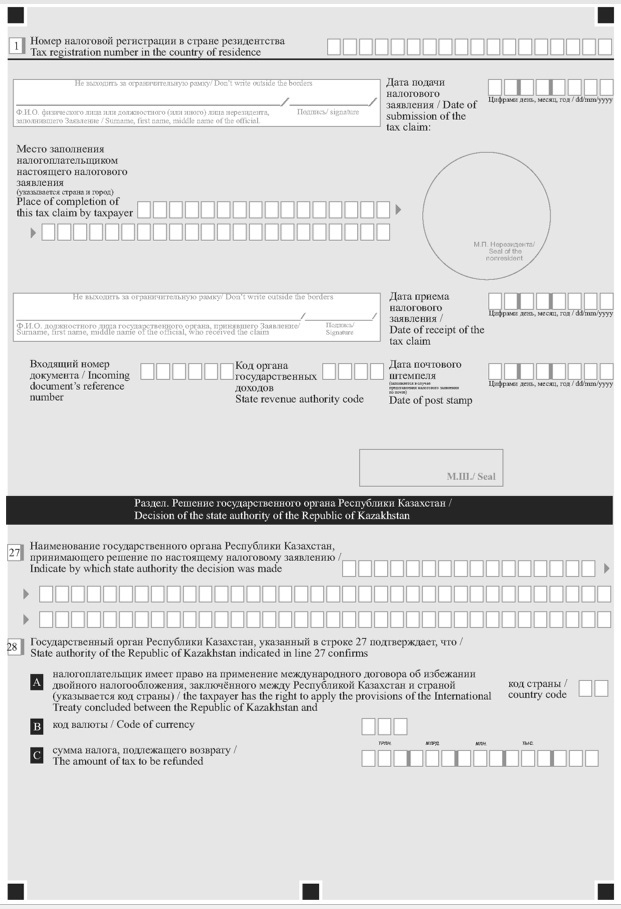 1
Номер налоговой регистрации в стране резидентства
Tax registration number in the country of residence
Не выходить за ограничительную рамку/ Don't write outside the borders
Ф.И.О. физического лица или должностного (или иного) лица нерезидента,
заполнившего Заявление / Surname, first name, middle name of the official.
Подпись/ signature
Дата подачи
налогового
заявления / Date of
submission of the
tax claim:
Цифрами день, месяц, год / dd/mm/yyyy
Место заполнения
налогоплательщиком
настоящего налогового
заявления
(указывается страна и город)
Place of completion of
this tax claim by taxpayer
М.П. Нерезидента/
Seal of the
nonresident
Не выходить за ограничительную рамку/ Don't write outside the borders
Ф.И.О. должностного лица государственного органа, принявшего Заявление/
Surname, first name, middle name of the official, who received the claim
Подпись/
Signature
Дата приема
налогового
заявления /
Date of receipt of the
tax claim
Цифрами день, месяц, год / dd/mm/yyyy
Входящий номер
документа / Incoming
document's reference
number
Код органа
государственных
доходов
State revenue authority code
Дата почтового
штемпеля
(заполняется в случае
представления налогового заявления
по почте)
Date of post stamp
Цифрами день, месяц, год / dd/mm/yyyy
М.Ш./ Seal
Раздел. Решение государственного органа Республики Казахстан /
Decision of the state authority of the Republic of Kazakhstan
27
Наименование государственного органа Республики Казахстан,
принимающего решение по настоящему налоговому заявлению /
Indicate by which state authority the decision was made
28
Государственный орган Республики Казахстан, указанный в строке 27 подтверждает, что /
State authority of the Republic of Kazakhstan indicated in line 27 confirms
A
налогоплательщик имеет право на применение международного договора об избежании
двойного налогообложения, заключённого между Республикой Казахстан и страной
(указывается код страны) / the taxpayer has the right to apply the provisions of the International
Treaty concluded between the Republic of Kazakhstan and
код страны /
country code
B
код валюты / Code of currency
C
сумма налога, подлежащего возврату /
The amount of tax to be refunded
ТРЛН. МЛРД. МЛН. ТЫС.